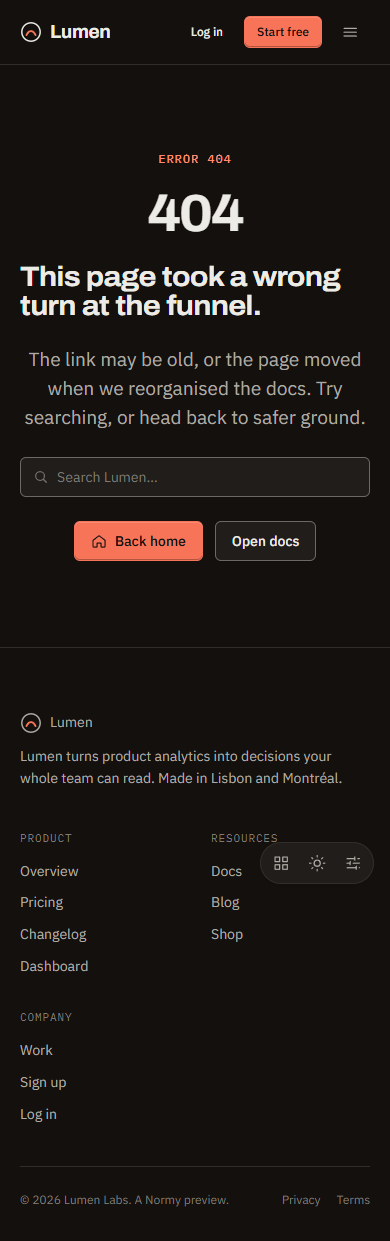 Lumen
Log in
Start free
ERROR 404
404
This page took a wrong
turn at the funnel.
The link may be old, or the page moved
when we reorganised the docs. Try
searching, or head back to safer ground.
Search Lumen...
Back home
Open docs
Lumen
Lumen turns product analytics into decisions your
whole team can read. Made in Lisbon and Montréal.
PRODUCT
Overview
Pricing
Changelog
Dashboard
RESOURCES
Docs
Blog
Shop
COMPANY
Work
Sign up
Log in
© 2026 Lumen Labs. A Normy preview.
Privacy
Terms